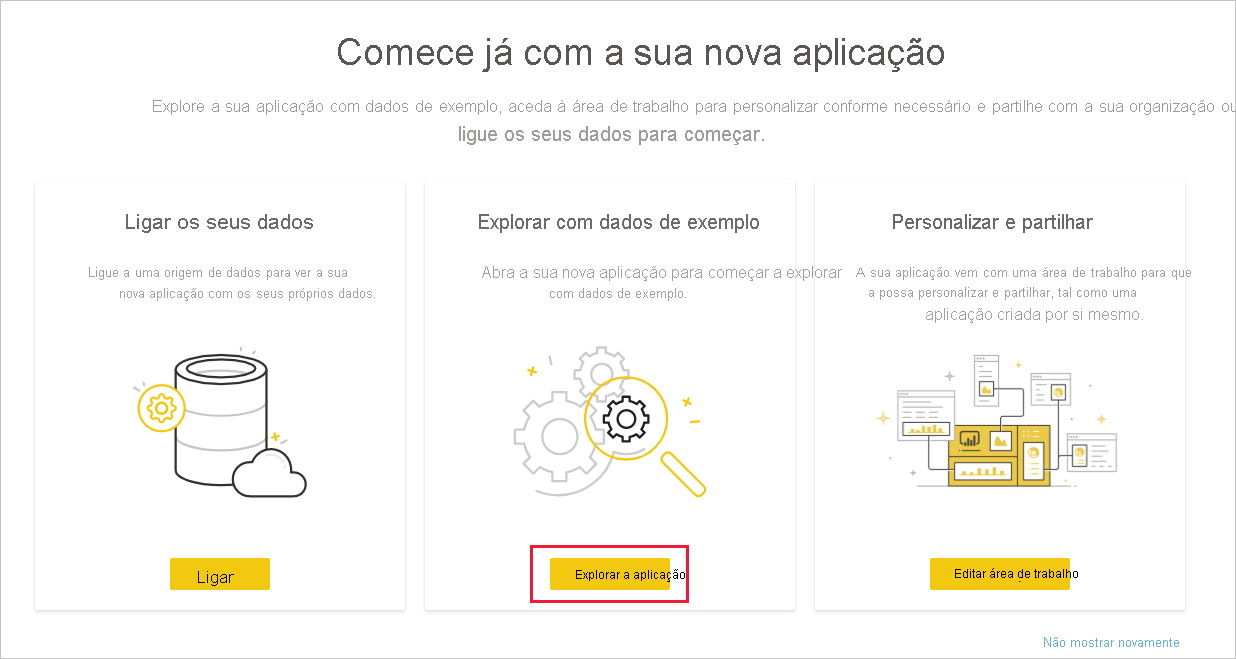 Comece já com a sua nova aplicação
Explore a sua aplicação com dados de exemplo, aceda à área de trabalho para personalizar conforme necessário e partilhe com a sua organização ou
ligue os seus dados para começar.
Ligar os seus dados
Ligue a uma origem de dados para ver a sua
nova aplicação com os seus próprios dados.
Ligar
Explorar com dados de exemplo
Abra a sua nova aplicação para começar a explorar
com dados de exemplo.
Explorar a aplicação
Personalizar e partilhar
A sua aplicação vem com uma área de trabalho para que
a possa personalizar e partilhar, tal como uma
aplicação criada por si mesmo.
Editar área de trabalho
Não mostrar novamente